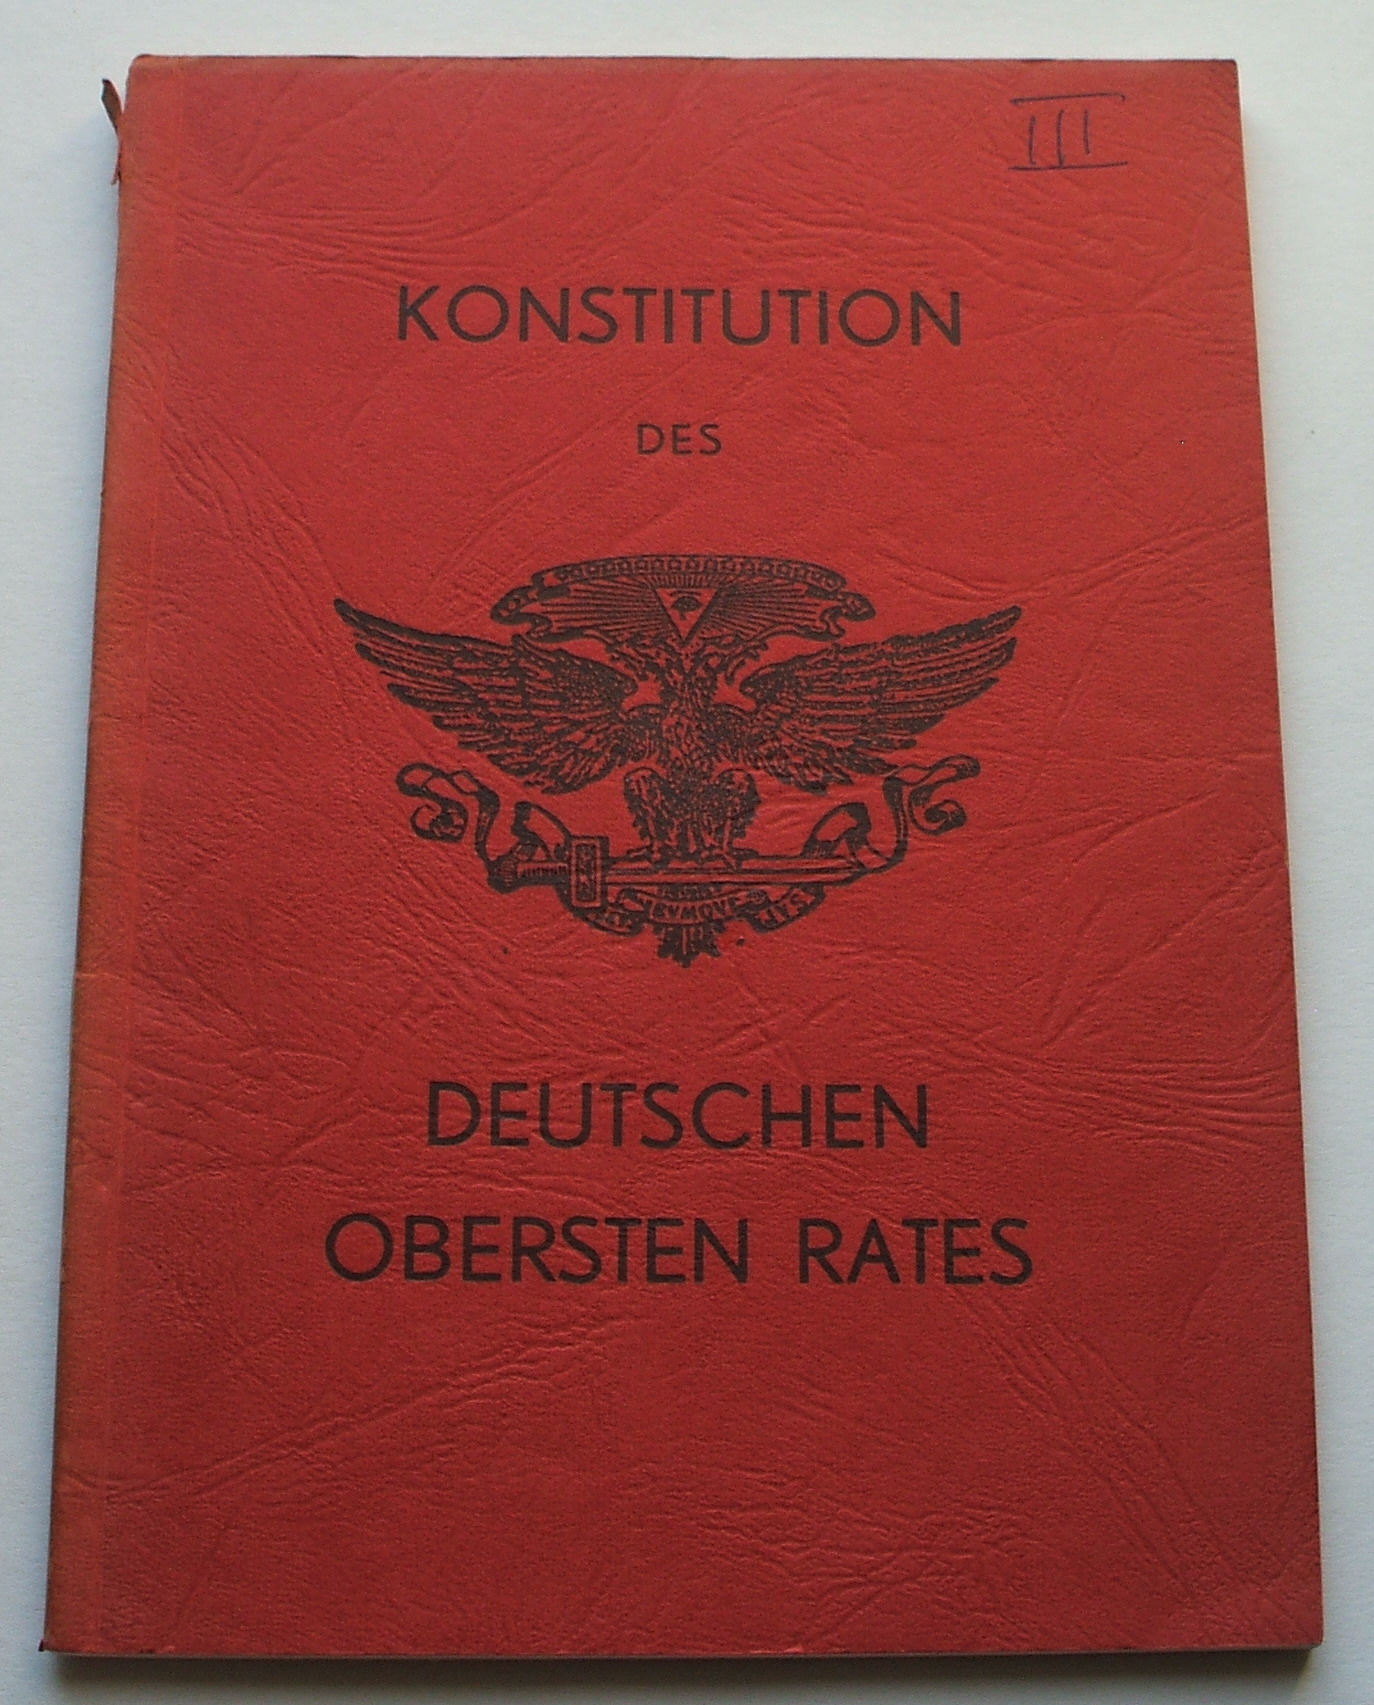 III
KONSTITUTION
DES
DEUTSCHEN
OBERSTEN RATES